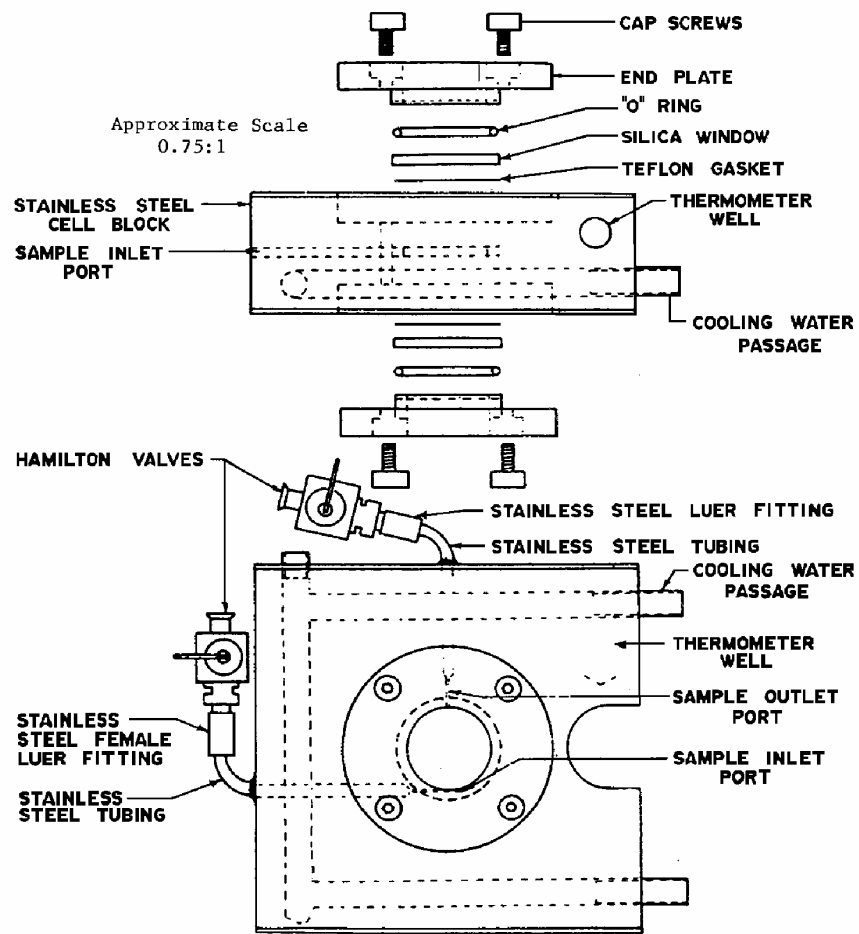 CAP SCREWS
END PLATE
"O" RING
Approximate Scale
0.75:1
SILICA WINDOW
TEFLON GASKET
STAINLESS STEEL
CELL BLOCK
THERMOMETER
WELL
SAMPLE INLET
PORT
COOLING WATER
PASSAGE
HAMILTON VALVES
STAINLESS STEEL LUER FITTING
STAINLESS STEEL TUBING
COOLING WATER
PASSAGE
THERMOMETER
WELL
SAMPLE OUTLET
PORT
STAINLESS
STEEL FEMALE
LUER FITTING
SAMPLE INLET
PORT
STAINLESS
STEEL TUBING